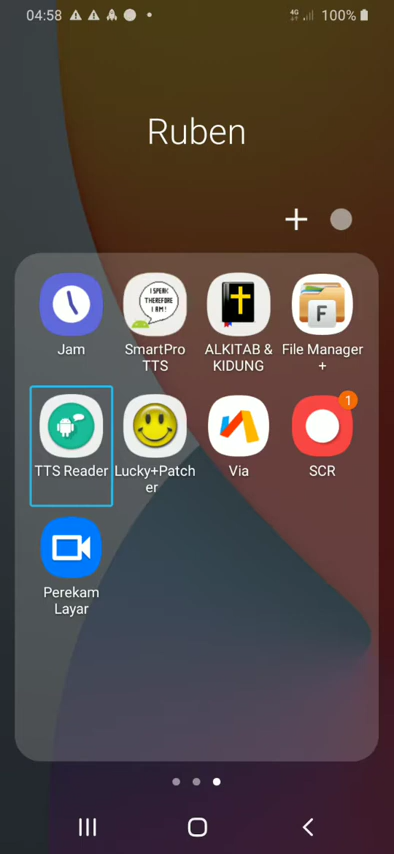 04:58
4G
100%
Ruben
I SPEAK
THEREFORE
I AM!
Jam
SmartPro
TTS
ALKITAB &
KIDUNG
F
File Manager
+
1
TTS Reader
Lucky+Patch
er
Via
SCR
Perekam
Layar